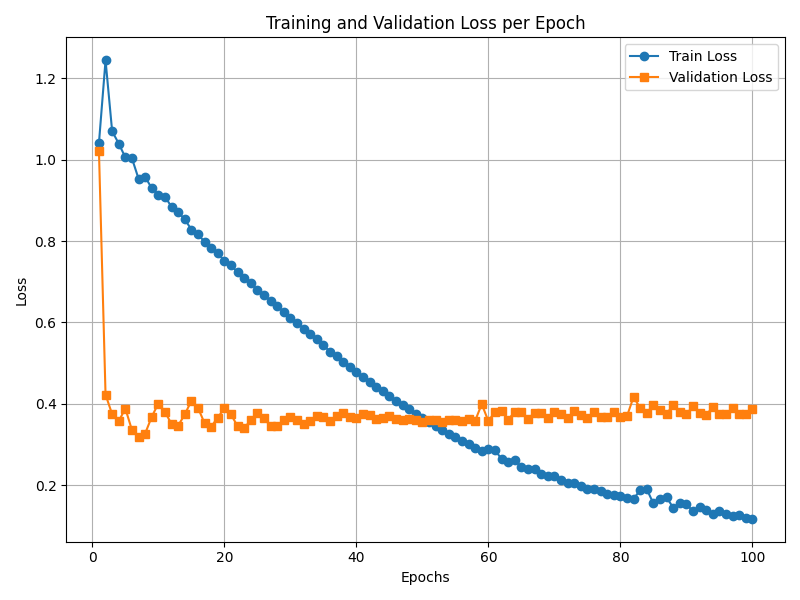 Training and Validation Loss per Epoch
Train Loss
Validation Loss
1.2
1.0
0.8
0.6
0.4
0.2
Loss
0 20 40 60 80 100
Epochs